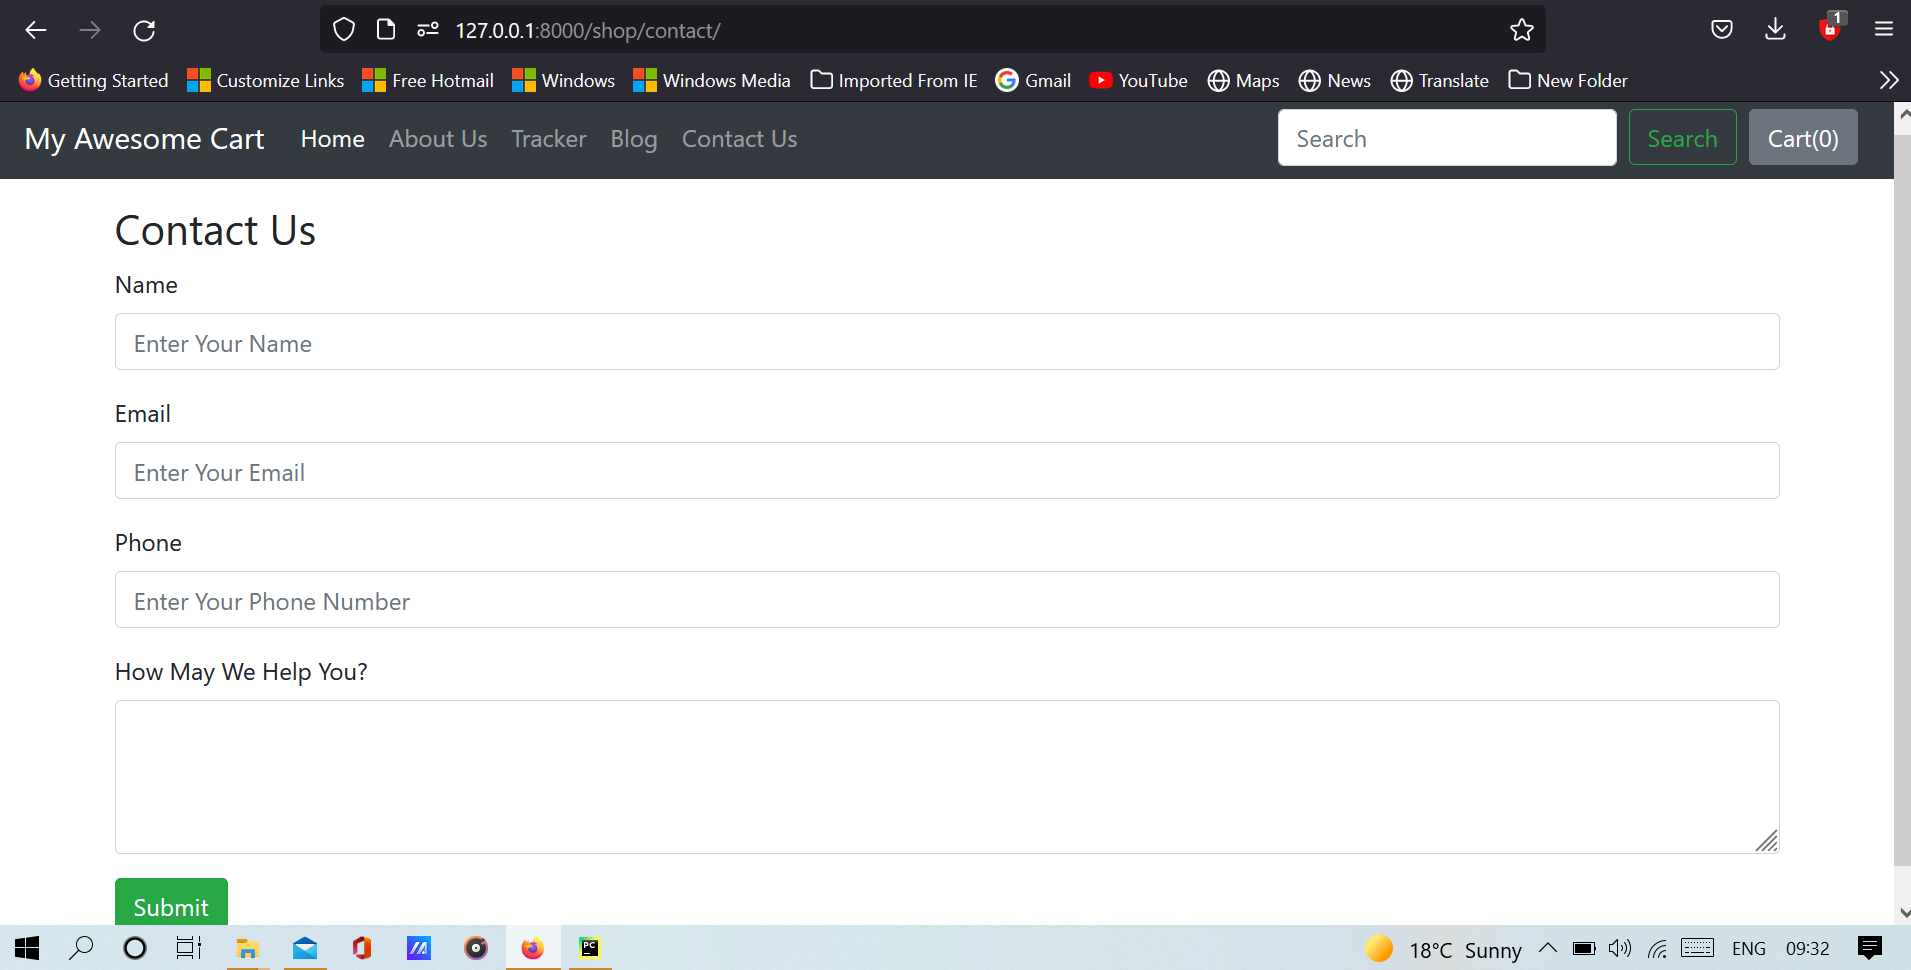 127.0.0.1:8000/shop/contact/
1
Getting Started Customize Links Free Hotmail Windows Windows Media Imported From IE Gmail YouTube Maps News Translate New Folder
My Awesome Cart Home About Us Tracker Blog Contact Us Search Search Cart(0)
Contact Us
Name
Enter Your Name
Email
Enter Your Email
Phone
Enter Your Phone Number
How May We Help You?
Submit
PC 18°C Sunny ENG 09:32